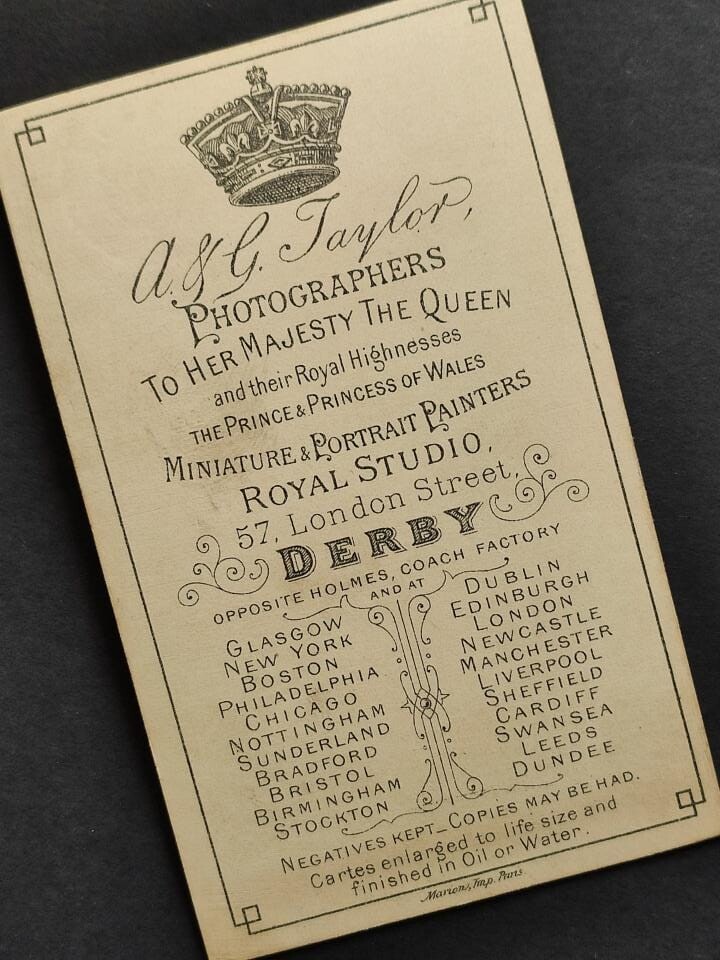 A. & G. Taylor,
PHOTOGRAPHERS
TO HER MAJESTY THE QUEEN
and their Royal Highnesses
THE PRINCE & PRINCESS OF WALES
MINIATURE & PORTRAIT PAINTERS
ROYAL STUDIO,
57, London Street,
DERBY
OPPOSITE HOLMES, COACH FACTORY
AND AT
GLASGOW
NEW YORK
BOSTON
PHILADELPHIA
CHICAGO
NOTTINGHAM
SUNDERLAND
BRADFORD
BRISTOL
BIRMINGHAM
STOCKTON
DUBLIN
EDINBURGH
LONDON
NEWCASTLE
MANCHESTER
LIVERPOOL
SHEFFIELD
CARDIFF
SWANSEA
LEEDS
DUNDEE
NEGATIVES KEPT_COPIES MAY BE HAD.
Cartes enlarged to life size and
finished in Oil or Water.
Marion, Imp. Paris.